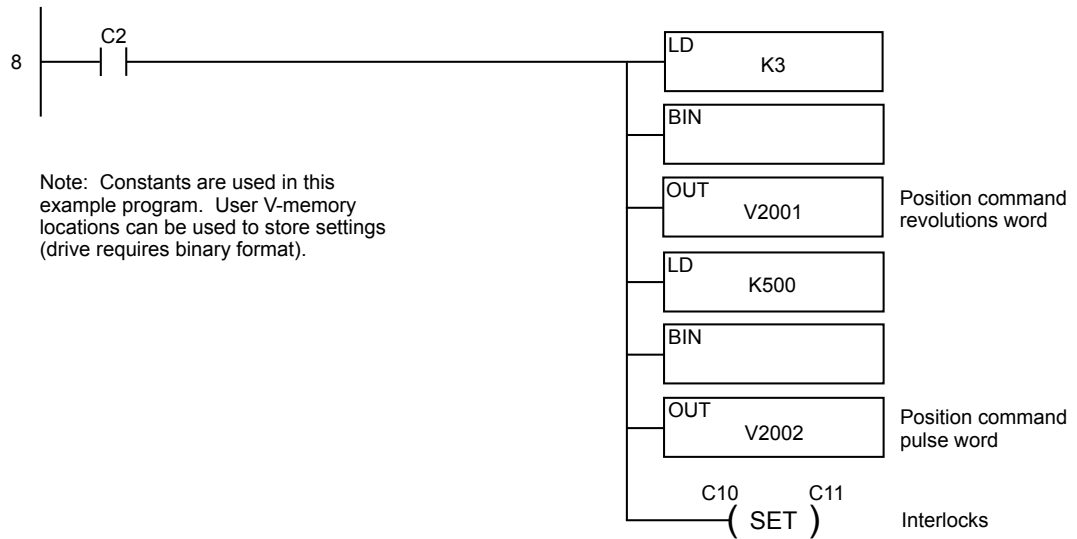 C2
8
LD
K3
BIN
Note: Constants are used in this
example program. User V-memory
locations can be used to store settings
(drive requires binary format).
OUT
V2001
Position command
revolutions word
LD
K500
BIN
OUT
V2002
Position command
pulse word
C10 C11
( SET )
Interlocks